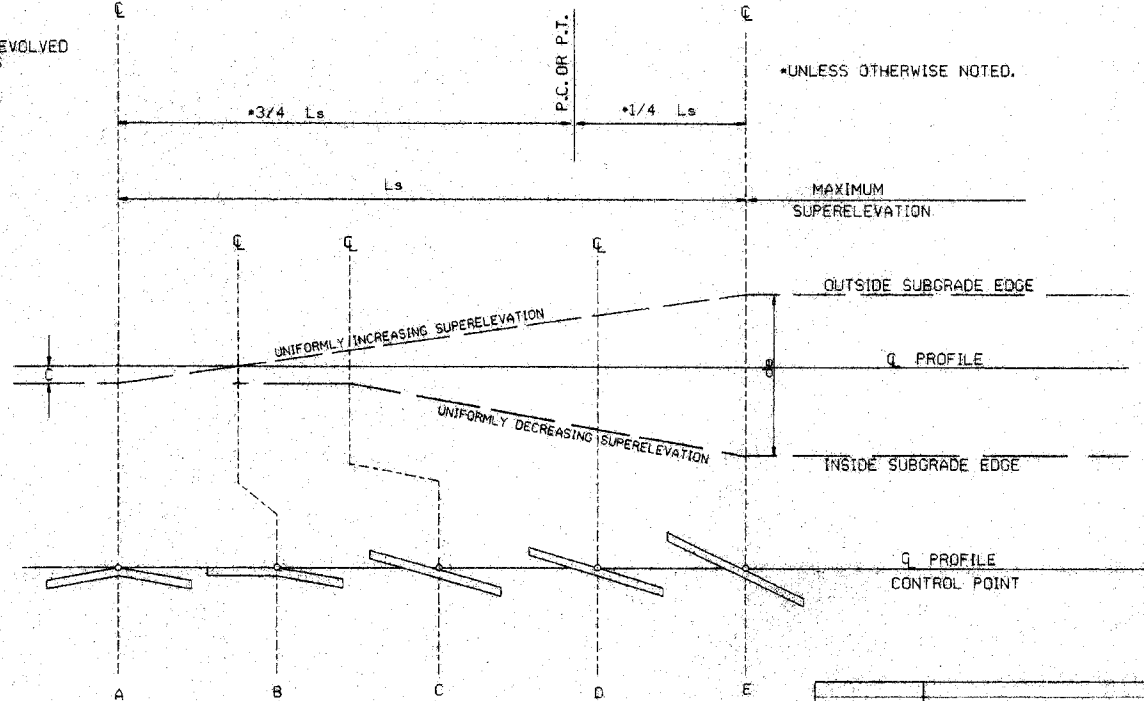 ℄
℄
EVOLVED
P.C. OR P.T.
*UNLESS OTHERWISE NOTED.
*3/4 Ls
*1/4 Ls
Ls
MAXIMUM
SUPERELEVATION
℄
℄
℄
OUTSIDE SUBGRADE EDGE
UNIFORMLY INCREASING SUPERELEVATION
℄ PROFILE
C
UNIFORMLY DECREASING SUPERELEVATION
INSIDE SUBGRADE EDGE
℄ PROFILE
CONTROL POINT
A
B
C
D
E